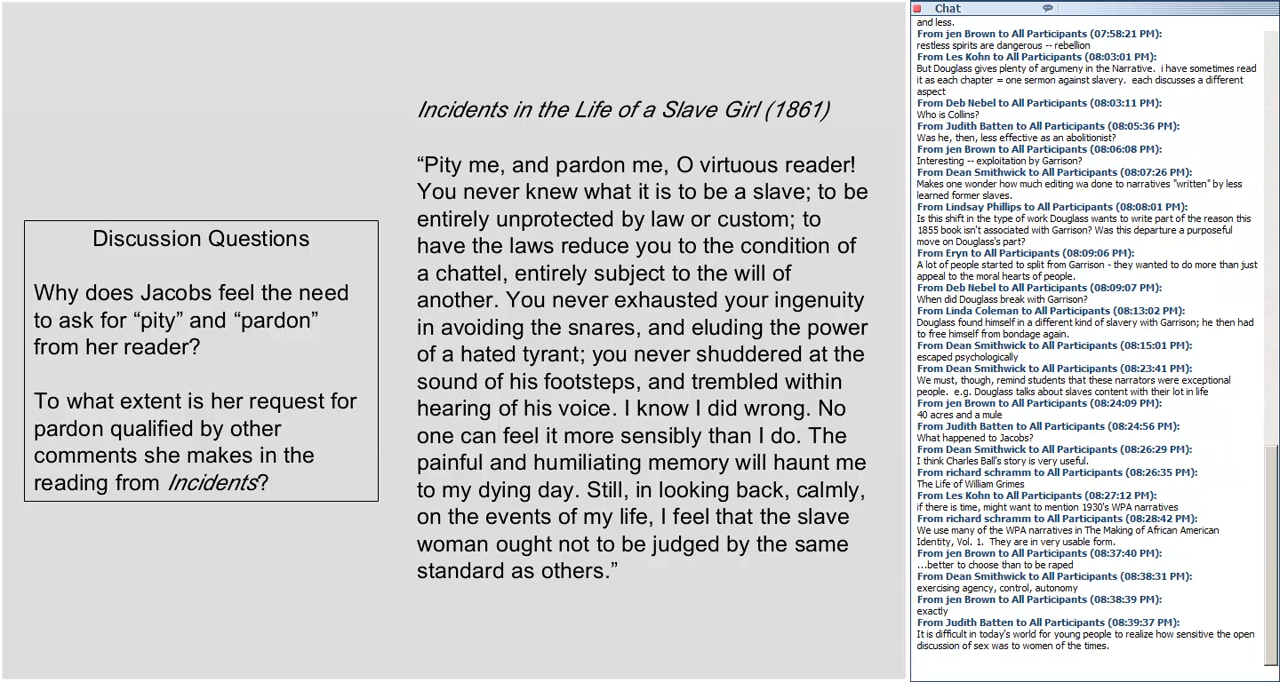 Discussion Questions
Why does Jacobs feel the need
to ask for “pity” and “pardon”
from her reader?
To what extent is her request for
pardon qualified by other
comments she makes in the
reading from Incidents?
Incidents in the Life of a Slave Girl (1861)
“Pity me, and pardon me, O virtuous reader!
You never knew what it is to be a slave; to be
entirely unprotected by law or custom; to
have the laws reduce you to the condition of
a chattel, entirely subject to the will of
another. You never exhausted your ingenuity
in avoiding the snares, and eluding the power
of a hated tyrant; you never shuddered at the
sound of his footsteps, and trembled within
hearing of his voice. I know I did wrong. No
one can feel it more sensibly than I do. The
painful and humiliating memory will haunt me
to my dying day. Still, in looking back, calmly,
on the events of my life, I feel that the slave
woman ought not to be judged by the same
standard as others.”
Chat
and less.
From jen Brown to All Participants (07:58:21 PM):
restless spirits are dangerous -- rebellion
From Les Kohn to All Participants (08:03:01 PM):
But Douglass gives plenty of argumeny in the Narrative. i have sometimes read
it as each chapter = one sermon against slavery. each discusses a different
aspect
From Deb Nebel to All Participants (08:03:11 PM):
Who is Collins?
From Judith Batten to All Participants (08:05:36 PM):
Was he, then, less effective as an abolitionist?
From jen Brown to All Participants (08:06:08 PM):
Interesting -- exploitation by Garrison?
From Dean Smithwick to All Participants (08:07:26 PM):
Makes one wonder how much editing wa done to narratives "written" by less
learned former slaves.
From Lindsay Phillips to All Participants (08:08:01 PM):
Is this shift in the type of work Douglass wants to write part of the reason this
1855 book isn't associated with Garrison? Was this departure a purposeful
move on Douglass's part?
From Eryn to All Participants (08:09:06 PM):
A lot of people started to split from Garrison - they wanted to do more than just
appeal to the moral hearts of people.
From Deb Nebel to All Participants (08:09:07 PM):
When did Douglass break with Garrison?
From Linda Coleman to All Participants (08:13:02 PM):
Douglass found himself in a different kind of slavery with Garrison; he then had
to free himself from bondage again.
From Dean Smithwick to All Participants (08:15:01 PM):
escaped psychologically
From Dean Smithwick to All Participants (08:23:41 PM):
We must, though, remind students that these narrators were exceptional
people. e.g. Douglass talks about slaves content with their lot in life
From jen Brown to All Participants (08:24:09 PM):
40 acres and a mule
From Judith Batten to All Participants (08:24:56 PM):
What happened to Jacobs?
From Dean Smithwick to All Participants (08:26:29 PM):
I think Charles Ball's story is very useful.
From richard schramm to All Participants (08:26:35 PM):
The Life of William Grimes
From Les Kohn to All Participants (08:27:12 PM):
if there is time, might want to mention 1930's WPA narratives
From richard schramm to All Participants (08:28:42 PM):
We use many of the WPA narratives in The Making of African American
Identity, Vol. 1. They are in very usable form.
From jen Brown to All Participants (08:37:40 PM):
...better to choose than to be raped
From Dean Smithwick to All Participants (08:38:31 PM):
exercising agency, control, autonomy
From jen Brown to All Participants (08:38:39 PM):
exactly
From Judith Batten to All Participants (08:39:37 PM):
It is difficult in today's world for young people to realize how sensitive the open
discussion of sex was to women of the times.